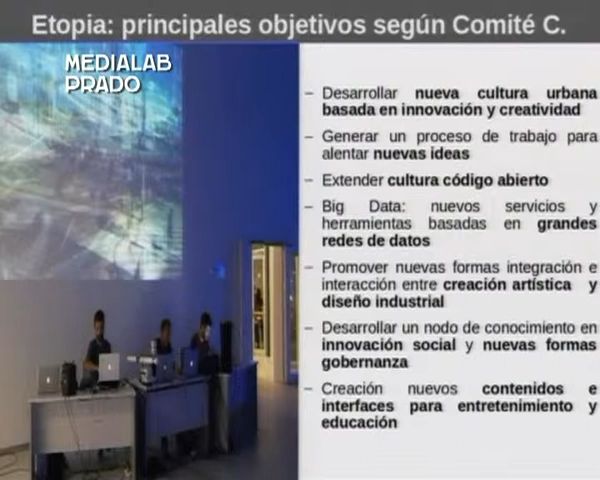 Etopia: principales objetivos según Comité C.
MEDIALAB
PRADO
– Desarrollar nueva cultura urbana
basada en innovación y creatividad
– Generar un proceso de trabajo para
alentar nuevas ideas
– Extender cultura código abierto
– Big Data: nuevos servicios y
herramientas basadas en grandes
redes de datos
– Promover nuevas formas integración e
interacción entre creación artística y
diseño industrial
– Desarrollar un nodo de conocimiento en
innovación social y nuevas formas
gobernanza
– Creación nuevos contenidos e
interfaces para entretenimiento y
educación